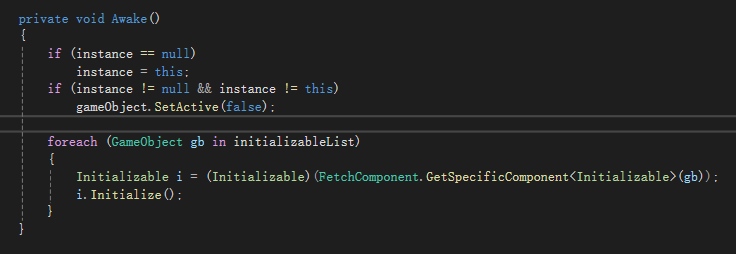 private void Awake()
{
if (instance == null)
instance = this;
if (instance != null && instance != this)
gameObject.SetActive(false);
foreach (GameObject gb in initializableList)
{
Initializable i = (Initializable)(FetchComponent.GetSpecificComponent<Initializable>(gb));
i.Initialize();
}
}